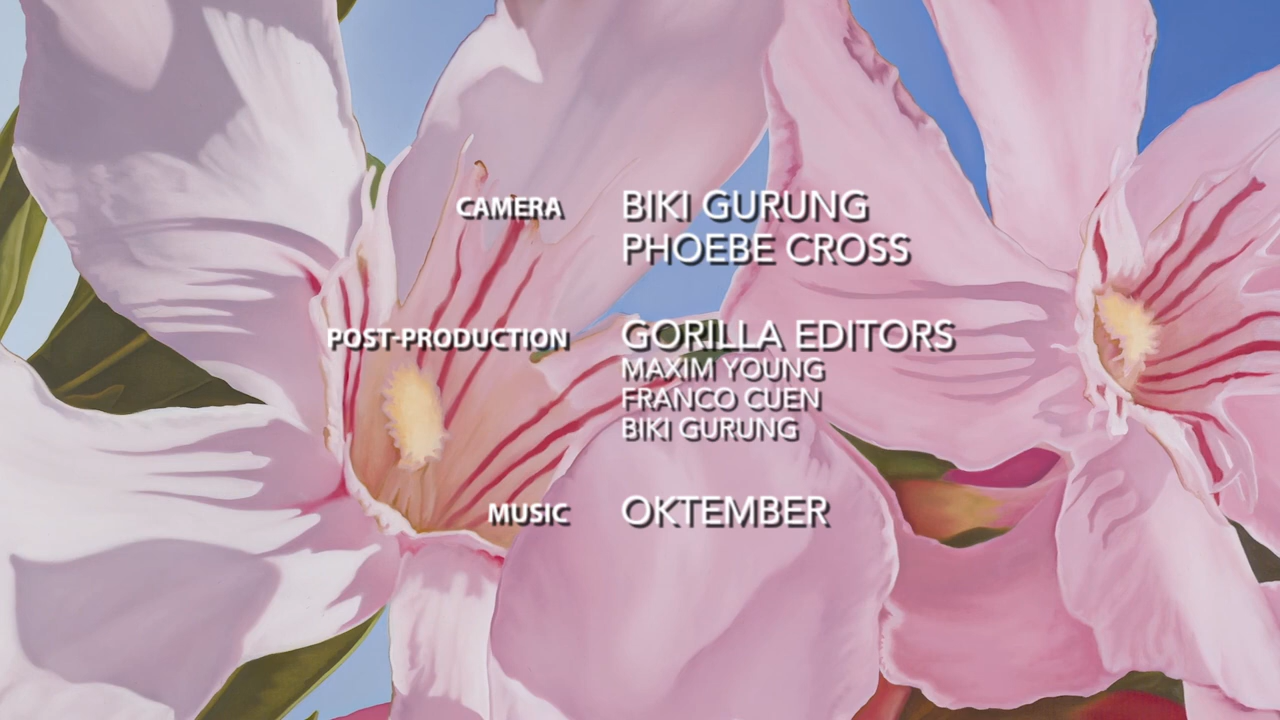 CAMERA BIKI GURUNG
PHOEBE CROSS
POST-PRODUCTION GORILLA EDITORS
MAXIM YOUNG
FRANCO CUEN
BIKI GURUNG
MUSIC OKTEMBER